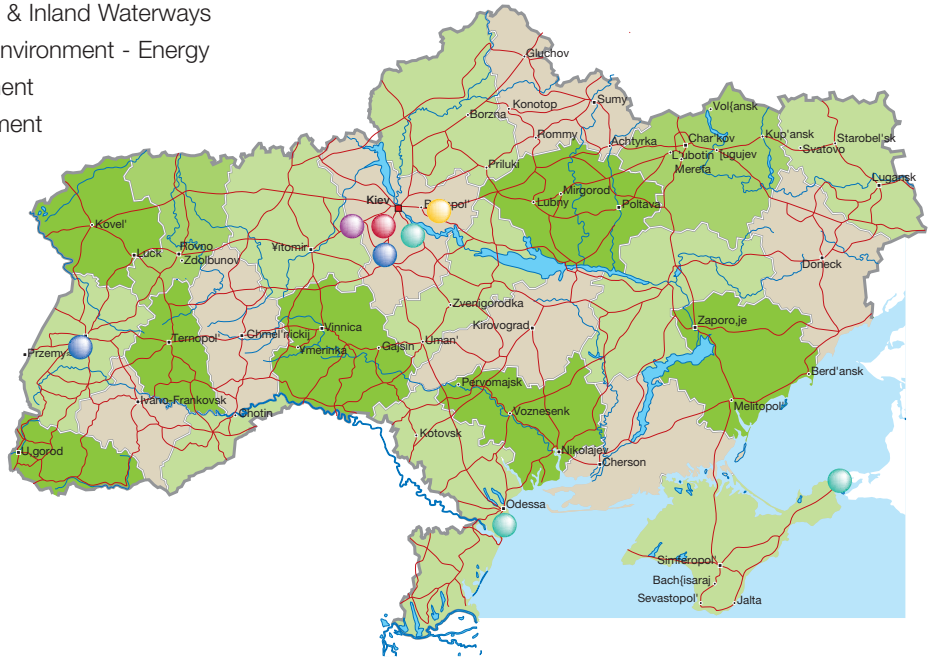 & Inland Waterways
nvironment - Energy
ent
ment
Gluchov
Konotop
Sumy
Borzna
Vol{ansk
Rommy
Achtyrka
Char'kov
Kup'ansk
Starobel'sk
L'ubotin
ugujev
Svatovo
Merefa
Priluki
Lugansk
Mirgorod
Kiev
Lubny
Poltava
Kovel'
Rovno
Luck
Zdolbunov
Vitomir
Doneck
Zvenigorodka
Zaporo,je
Chmel'nickij
Vinnica
Kirovograd
Ternopol'
Vmerinka
Gajsin
Uman'
Przemy
Berd'ansk
Pervomajsk
Ivano-Frankovsk
Chotin
Voznesenk
Melitopol'
Kotovsk
U,gorod
Nikolajev
Cherson
Odessa
Simferopol'
Bach{isaraj
Sevastopol'
Jalta